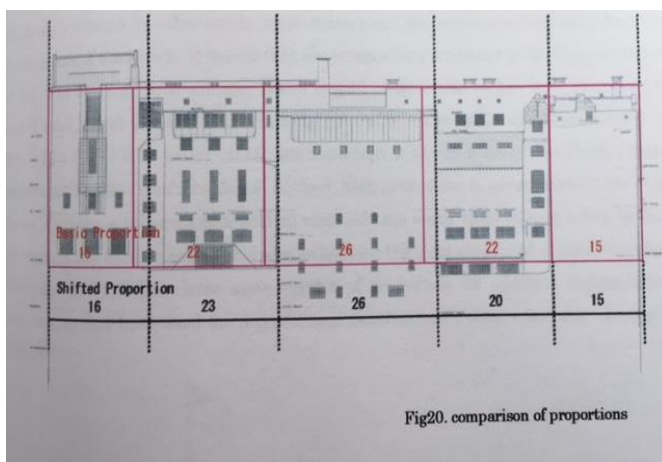 Basic Proportion
16 22 26 22 15
Shifted Proportion
16 23 26 20 15
Fig20. comparison of proportions